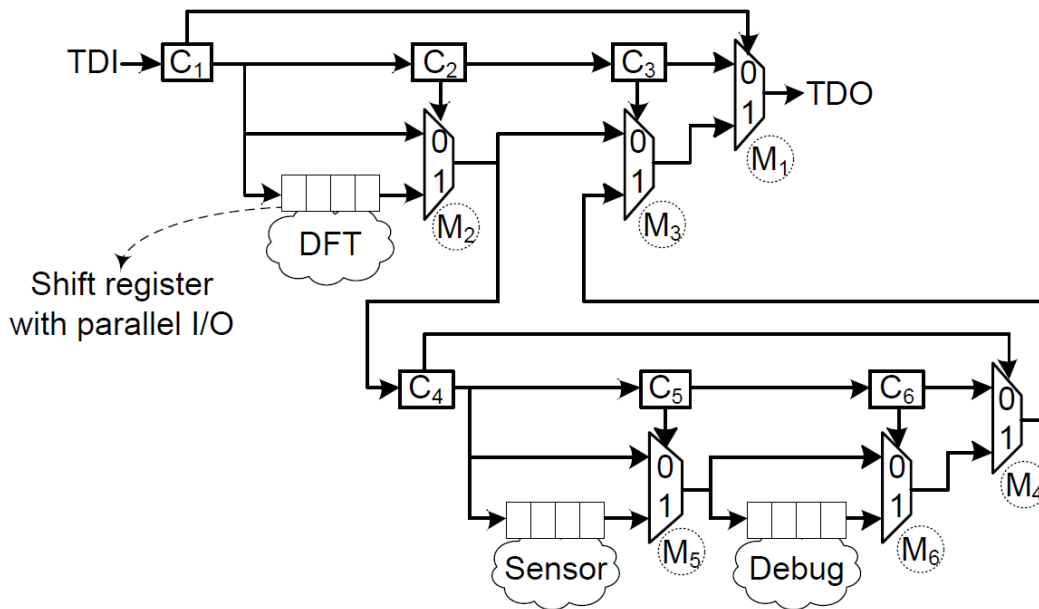 TDI
C1
C2
C3
0
1
TDO
M1
0
1
M2
0
1
M3
DFT
Shift register
with parallel I/O
C4
C5
C6
0
1
M4
0
1
M5
0
1
M6
Sensor
Debug